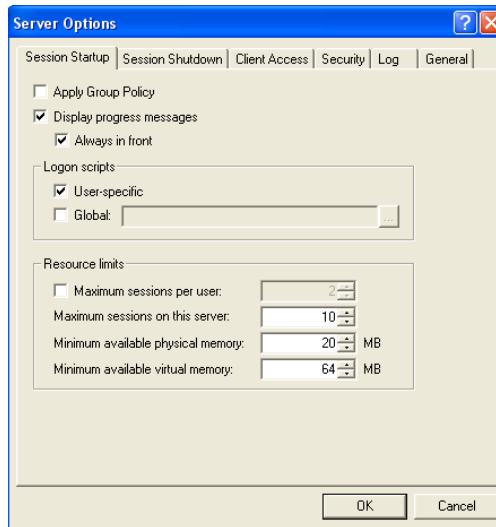 Server Options
Session Startup Session Shutdown Client Access Security Log General
Apply Group Policy
Display progress messages
Always in front
Logon scripts
User-specific
Global: ...
Resource limits
Maximum sessions per user: 2
Maximum sessions on this server: 10
Minimum available physical memory: 20 MB
Minimum available virtual memory: 64 MB
OK Cancel